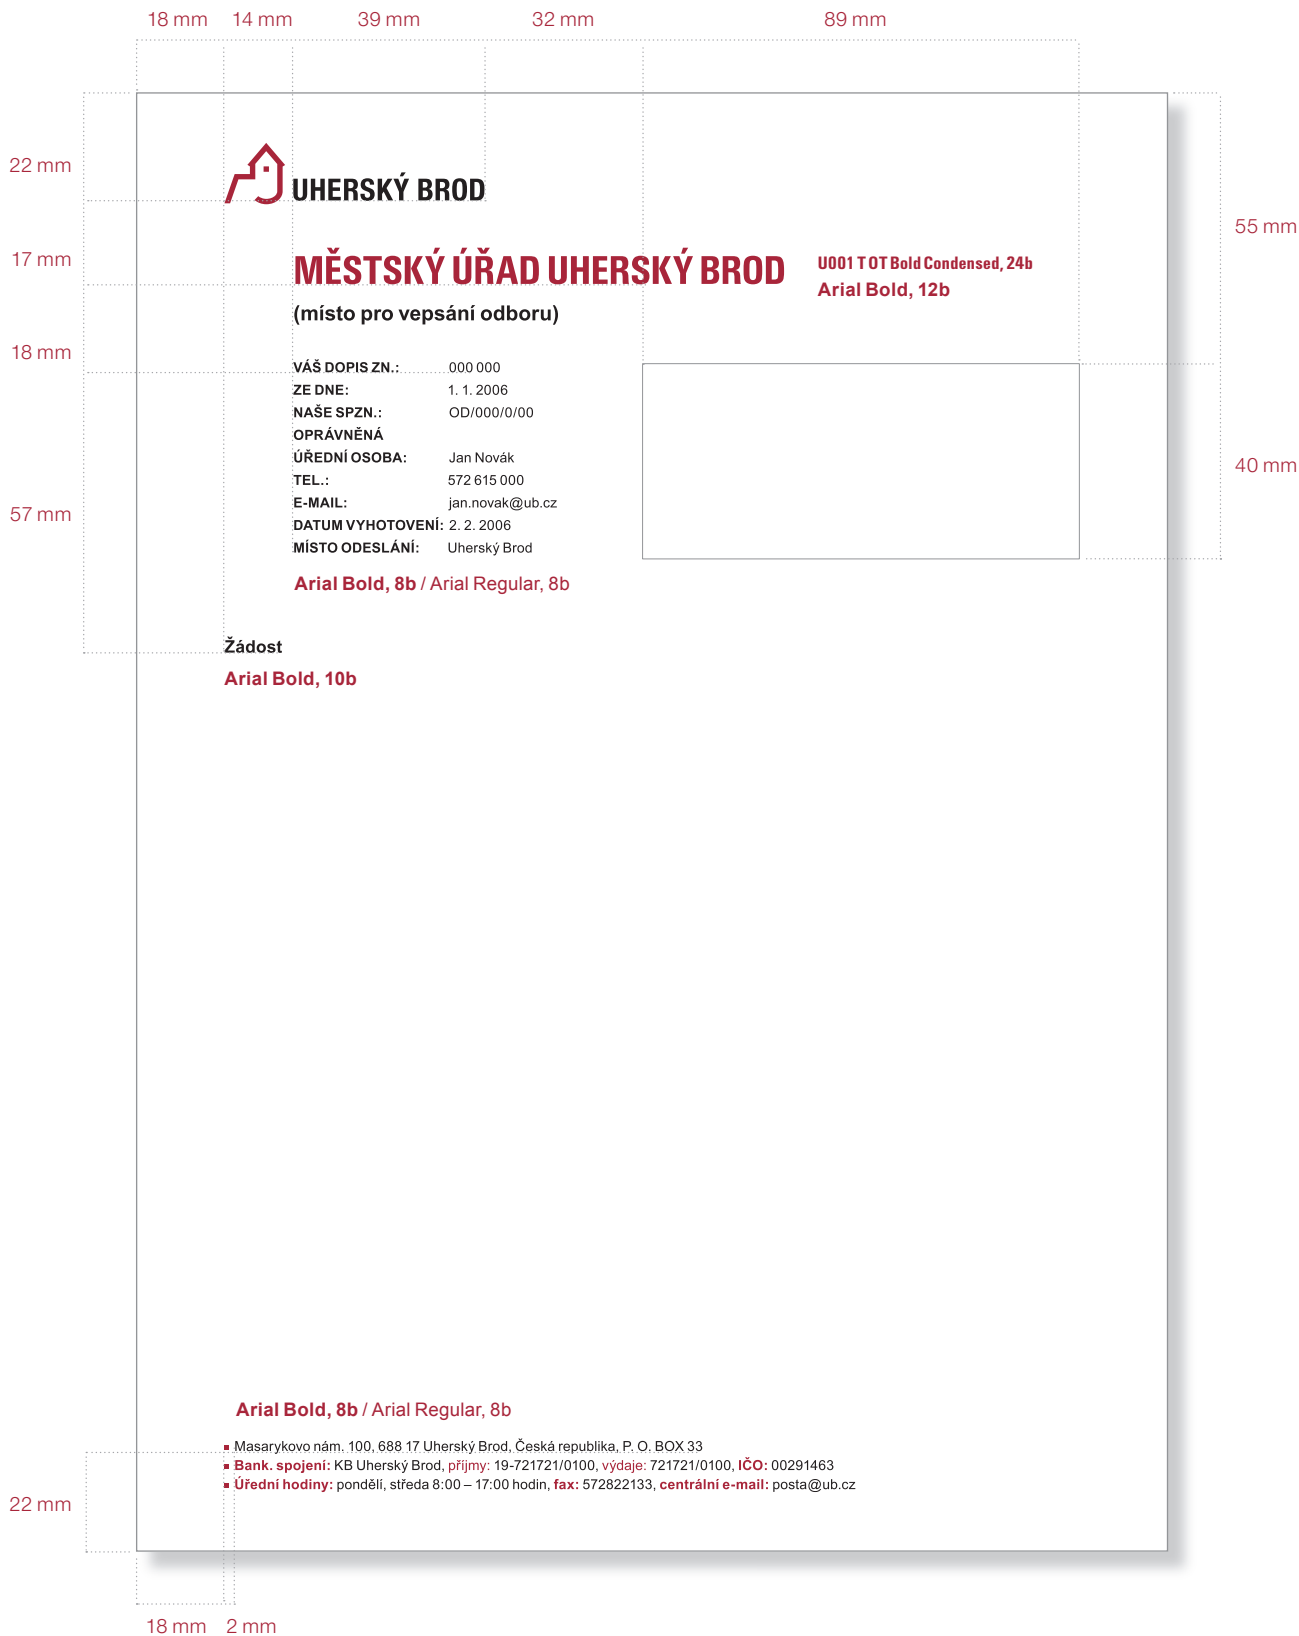 18 mm 14 mm 39 mm 32 mm 89 mm
22 mm
UHERSKÝ BROD
55 mm
17 mm
MĚSTSKÝ ÚŘAD UHERSKÝ BROD
U001 T OT Bold Condensed, 24b
Arial Bold, 12b
(místo pro vepsání odboru)
18 mm
VÁŠ DOPIS ZN.: 000 000
ZE DNE: 1. 1. 2006
NAŠE SPZN.: OD/000/0/00
OPRÁVNĚNÁ
ÚŘEDNÍ OSOBA: Jan Novák
TEL.: 572 615 000
E-MAIL: jan.novak@ub.cz
DATUM VYHOTOVENÍ: 2. 2. 2006
MÍSTO ODESLÁNÍ: Uherský Brod
40 mm
57 mm
Arial Bold, 8b / Arial Regular, 8b
Žádost
Arial Bold, 10b
Arial Bold, 8b / Arial Regular, 8b
Masarykovo nám. 100, 688 17 Uherský Brod, Česká republika, P. O. BOX 33
Bank. spojení: KB Uherský Brod, příjmy: 19-721721/0100, výdaje: 721721/0100, IČO: 00291463
Úřední hodiny: pondělí, středa 8:00 – 17:00 hodin, fax: 572822133, centrální e-mail: posta@ub.cz
22 mm
18 mm 2 mm